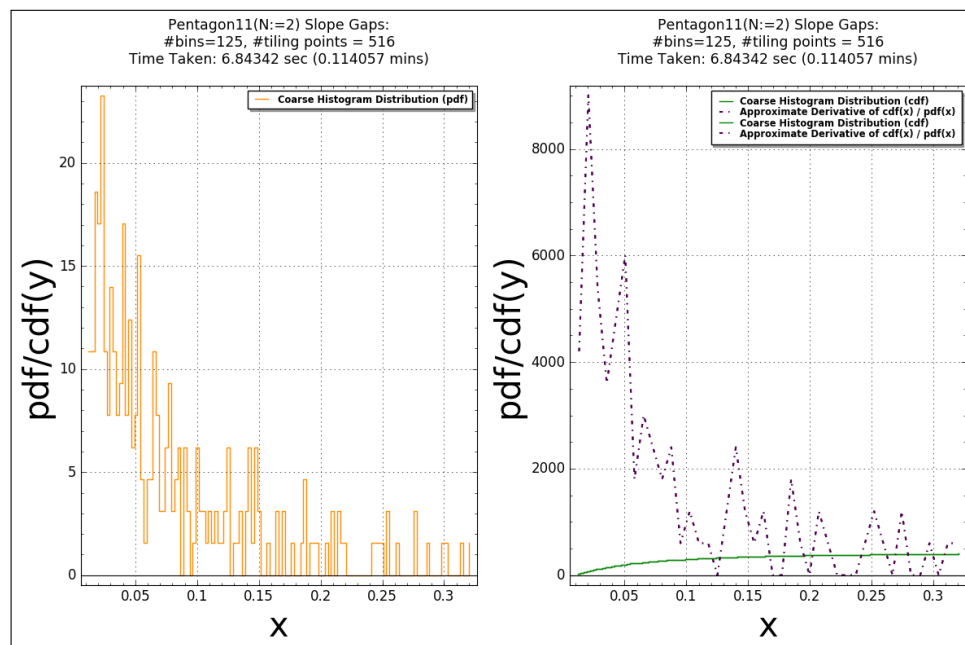 Pentagon11(N:=2) Slope Gaps:
#bins=125, #tiling points = 516
Time Taken: 6.84342 sec (0.114057 mins)
Coarse Histogram Distribution (pdf)
pdf/cdf(y)
20
15
10
5
0
0.05 0.1 0.15 0.2 0.25 0.3
x
Pentagon11(N:=2) Slope Gaps:
#bins=125, #tiling points = 516
Time Taken: 6.84342 sec (0.114057 mins)
Coarse Histogram Distribution (cdf)
Approximate Derivative of cdf(x) / pdf(x)
Coarse Histogram Distribution (cdf)
Approximate Derivative of cdf(x) / pdf(x)
pdf/cdf(y)
8000
6000
4000
2000
0
0.05 0.1 0.15 0.2 0.25 0.3
x